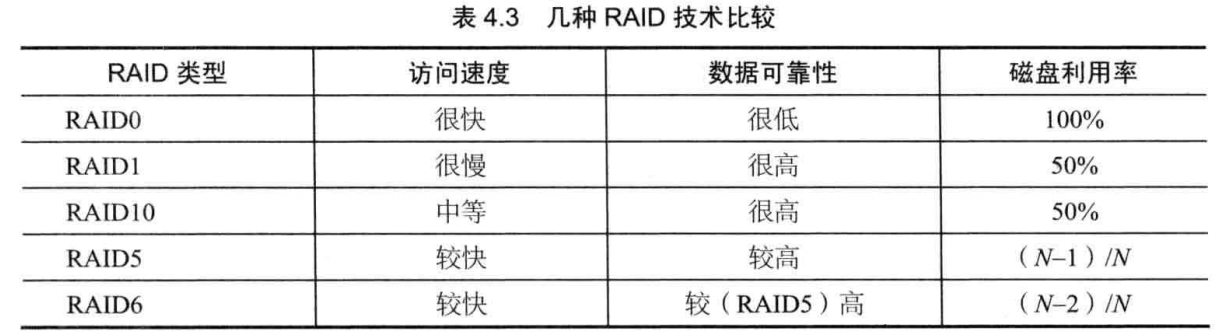 表 4.3 几种 RAID 技术比较
RAID 类型 访问速度 数据可靠性 磁盘利用率
RAID0 很快 很低 100%
RAID1 很慢 很高 50%
RAID10 中等 很高 50%
RAID5 较快 较高 （N–1）/N
RAID6 较快 较（RAID5）高 （N–2）/N